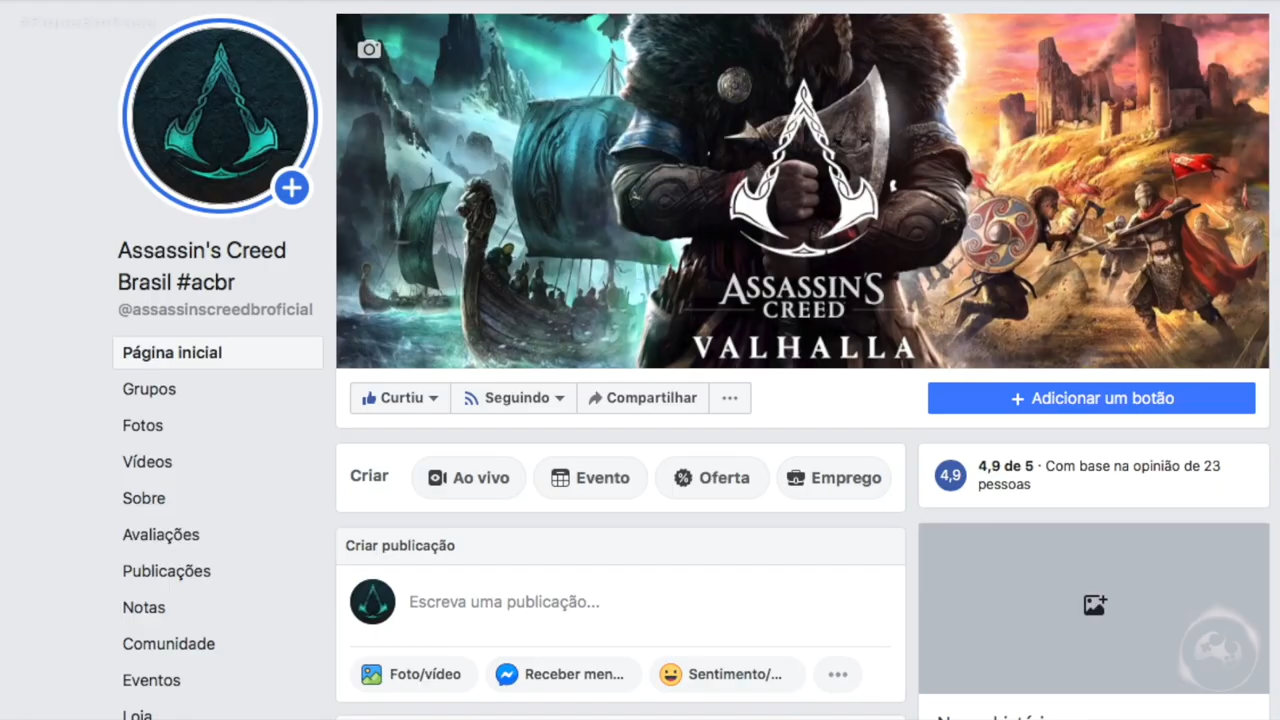 Assassin's Creed
Brasil #acbr
@assassinscreedbroficial
Página inicial
Grupos
Fotos
Vídeos
Sobre
Avaliações
Publicações
Notas
Comunidade
Eventos
Loja
ASSASSIN'S
CREED
VALHALLA
Curtiu
Seguindo
Compartilhar
+ Adicionar um botão
Criar
Ao vivo
Evento
Oferta
Emprego
4,9
4,9 de 5 · Com base na opinião de 23
pessoas
Criar publicação
Escreva uma publicação...
Foto/vídeo
Receber men...
Sentimento/...